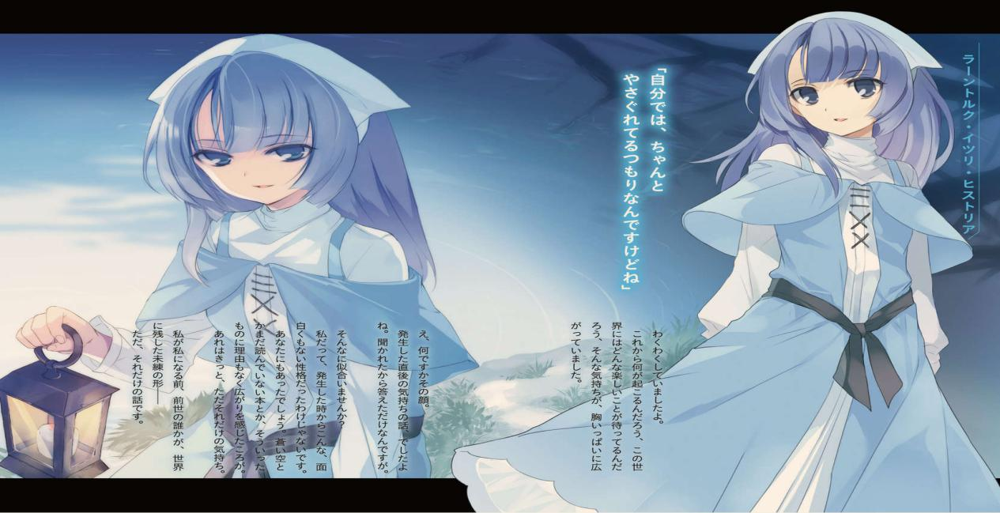 ラーントルク・イツリ・ヒストリア
「自分では、ちゃんと
やさぐれてるつもりなんですけどね」
わくわくしていましたよ。
これから何が起こるんだろう、この世
界にはどんな楽しいことが待ってるんだ
ろう、そんな気持ちが、胸いっぱいに広
がっていました。
え、何ですかその顔。
発生した直後の気持ちの話、でしたよ
ね。聞かれたから答えただけなんですが。
そんなに似合いませんか?
私だって、発生した時からこんな、面
白くもない性格だったわけじゃないです。
あなたにもあったでしょう。蒼い空と
かまだ読んでいない本とか、そういった
ものに理由もなく広がりを感じたころが。
あれはきっと、ただそれだけの気持ち。
私が私になる前、前世の誰かが、世界
に残した未練の形――
ただ、それだけの話です。